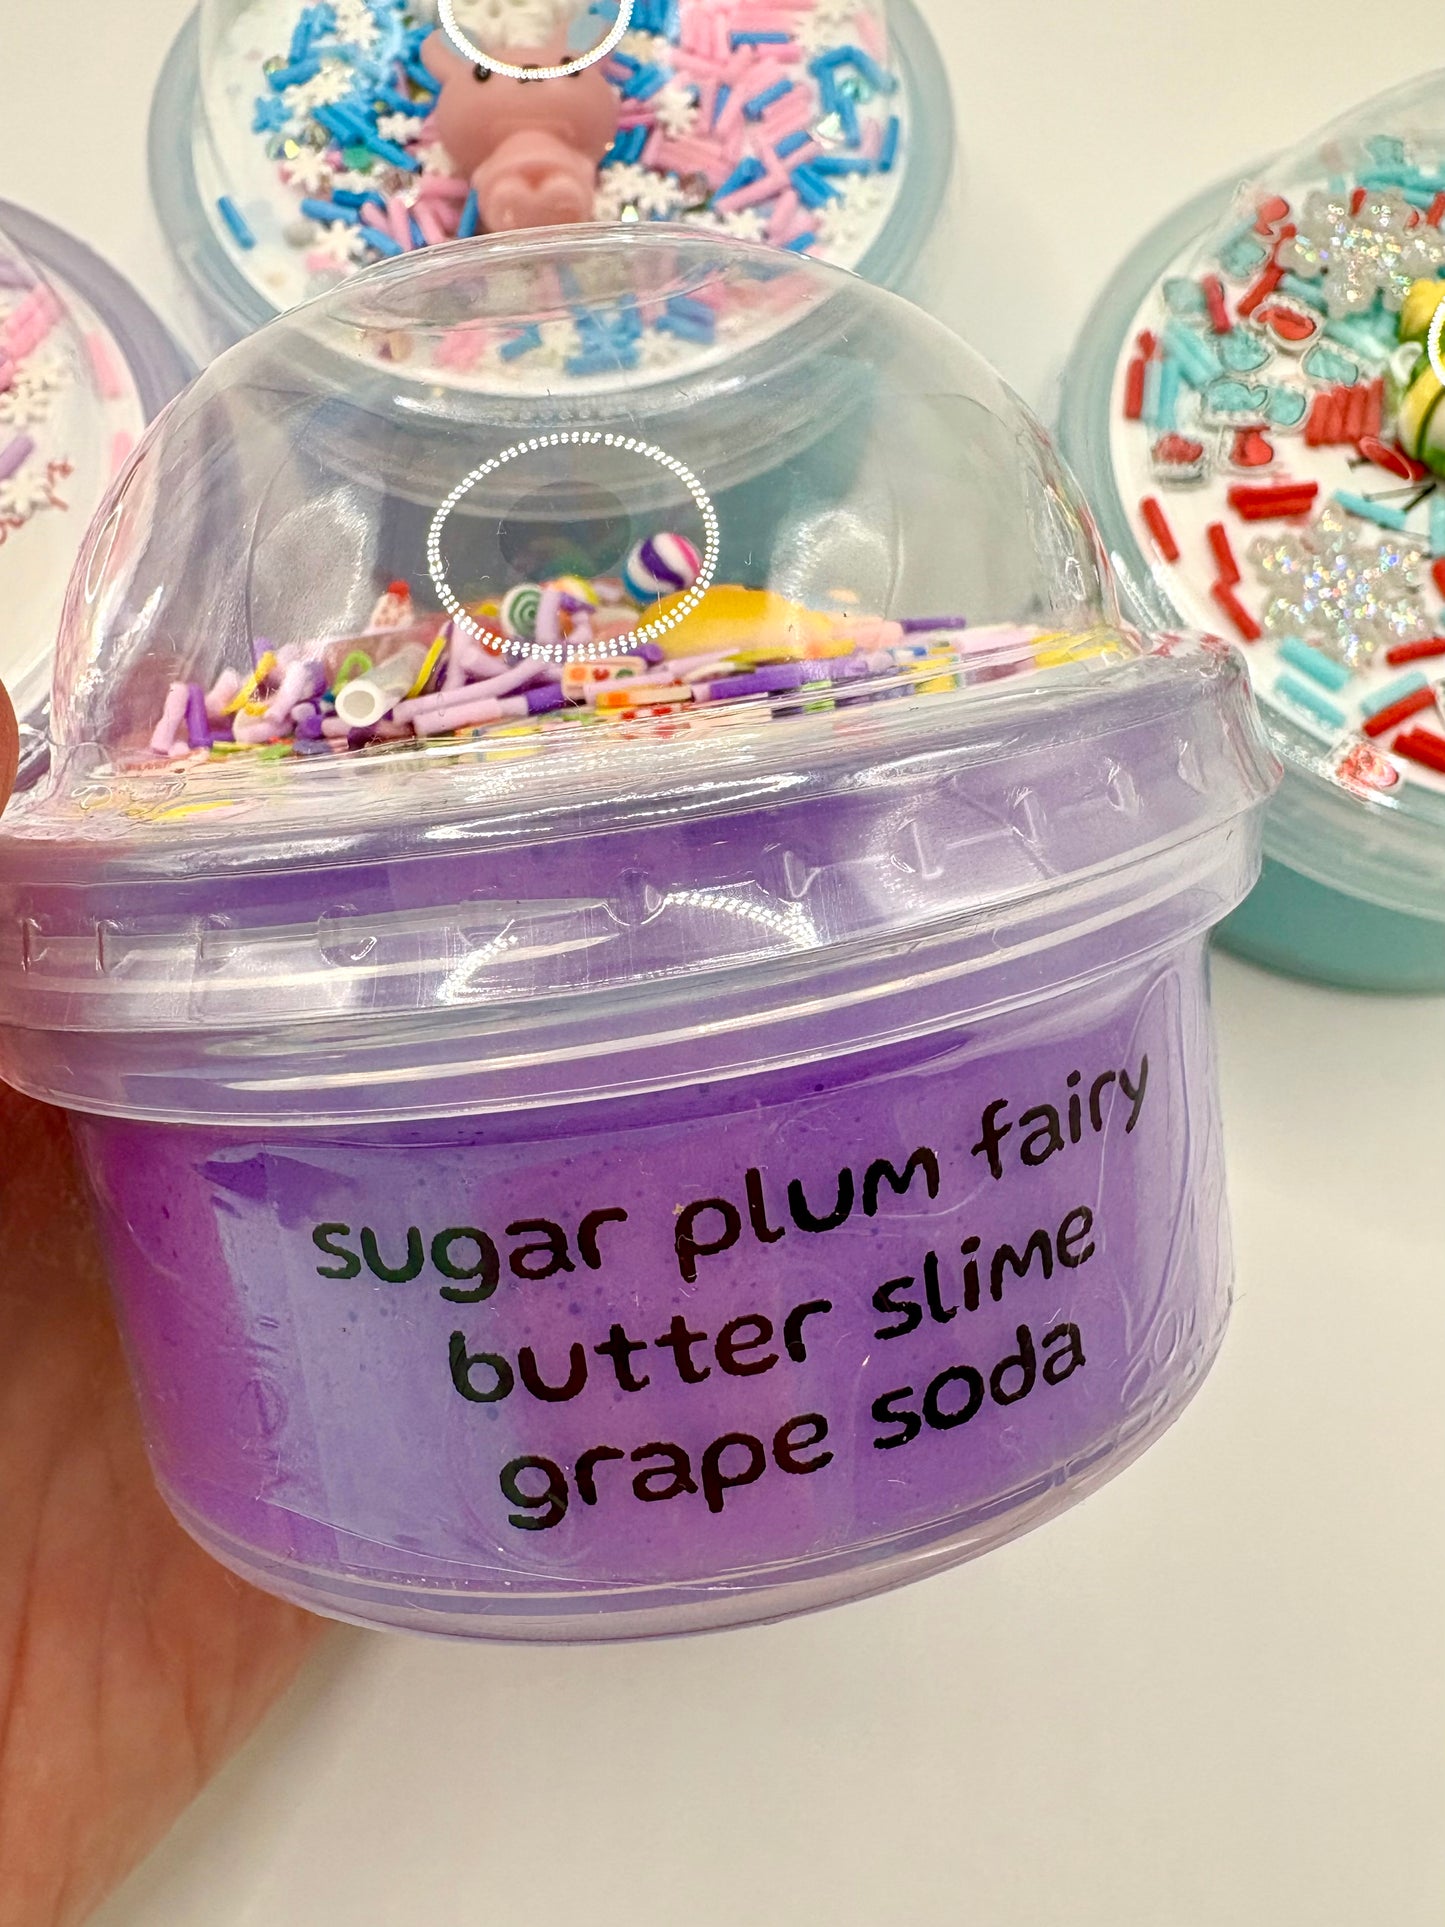 sugar plum fairy
butter slime
grape soda